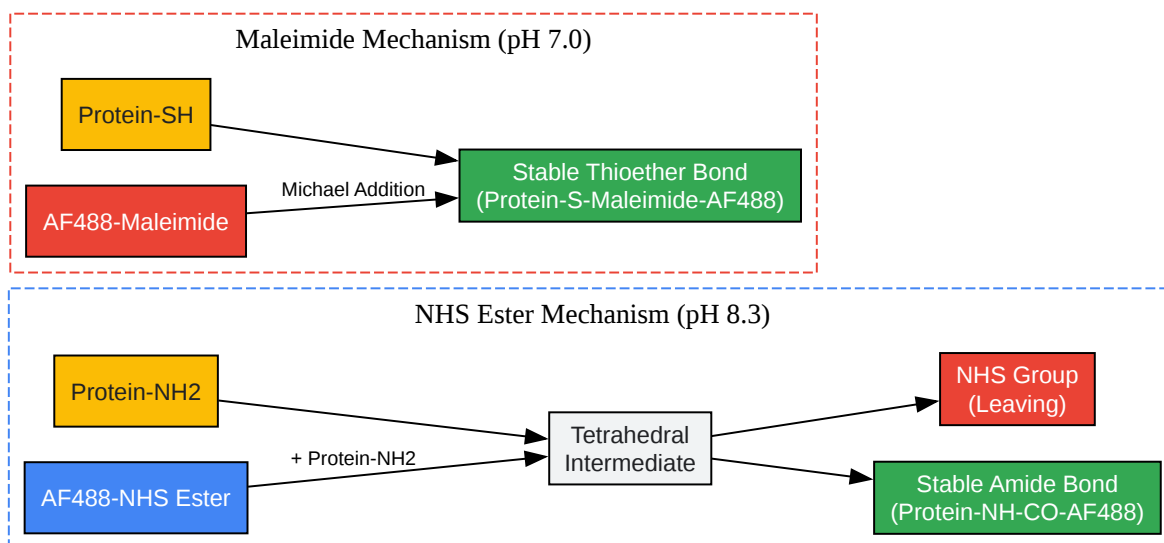 Maleimide Mechanism (pH 7.0)
Protein-SH
AF488-Maleimide
Michael Addition
Stable Thioether Bond
(Protein-S-Maleimide-AF488)
NHS Ester Mechanism (pH 8.3)
Protein-NH2
AF488-NHS Ester
+ Protein-NH2
Tetrahedral
Intermediate
NHS Group
(Leaving)
Stable Amide Bond
(Protein-NH-CO-AF488)